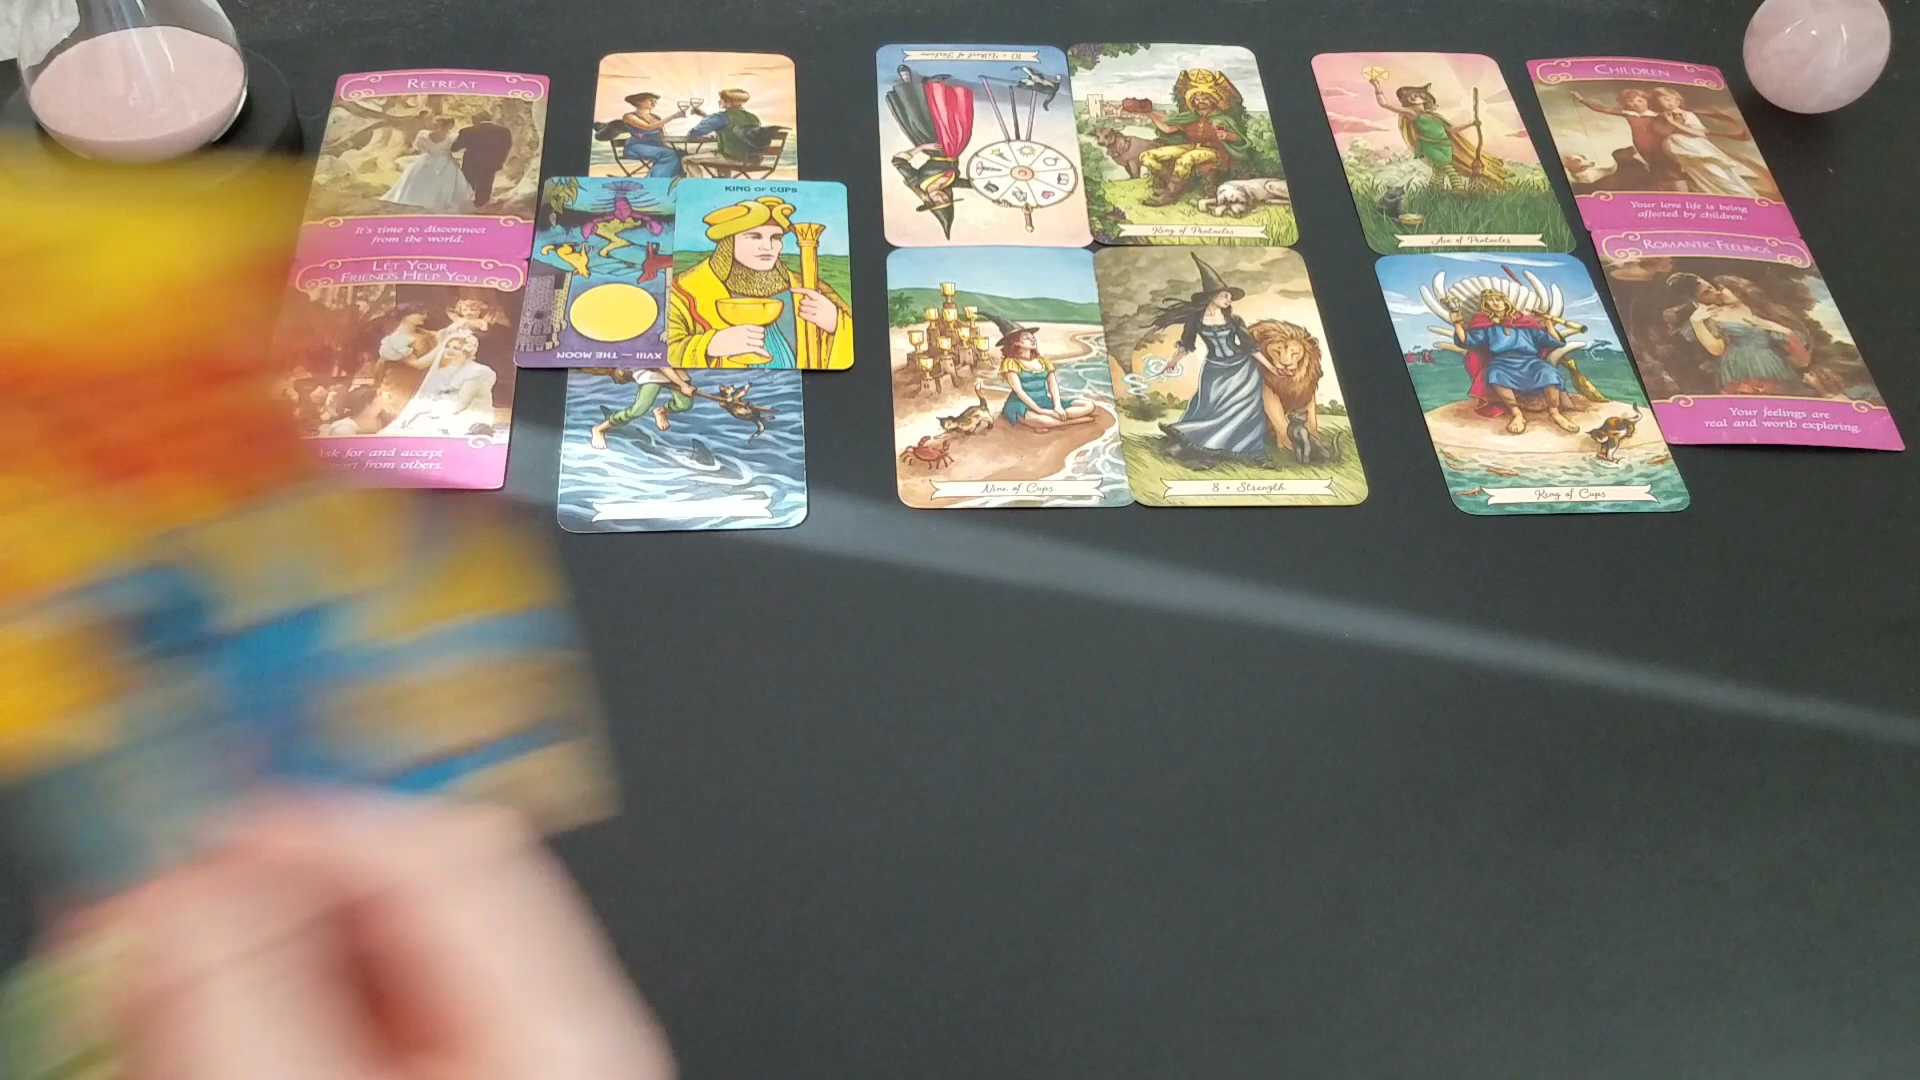 RETREAT
It's time to disconnect
from the world.
LET YOUR
FRIENDS HELP YOU
Ask for and accept
from others.
KING OF CUPS
XVIII — THE MOON
10 • Wheel of Fortune
King of Pentacles
Nine of Cups
8 • Strength
Ace of Pentacles
King of Cups
CHILDREN
Your love life is being
affected by children.
ROMANTIC FEELINGS
Your feelings are
real and worth exploring.